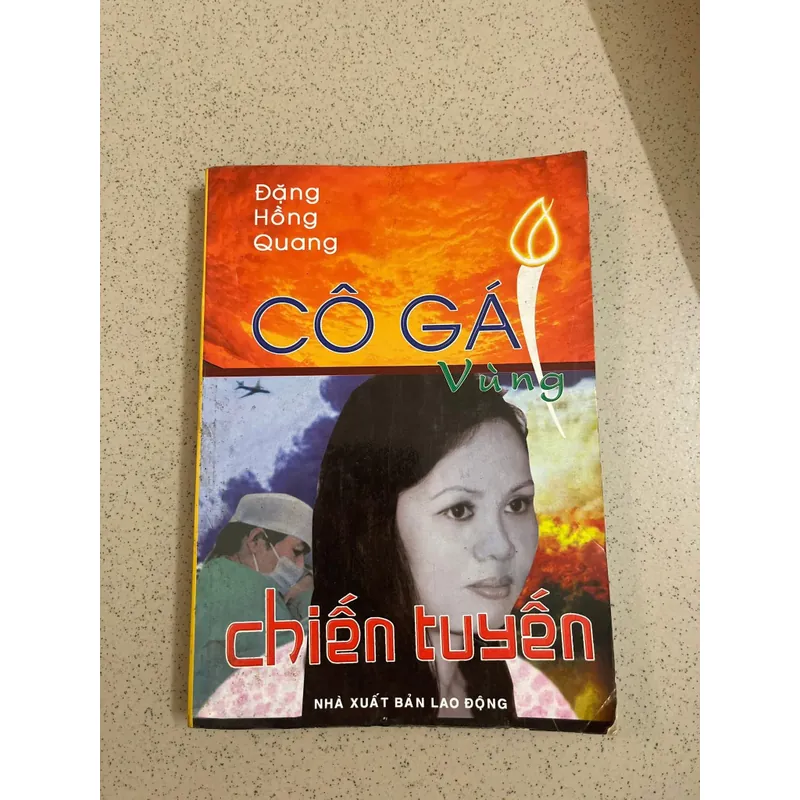 Đặng
Hồng
Quang
CÔ GÁI
Vùng
chiến tuyến
NHÀ XUẤT BẢN LAO ĐỘNG